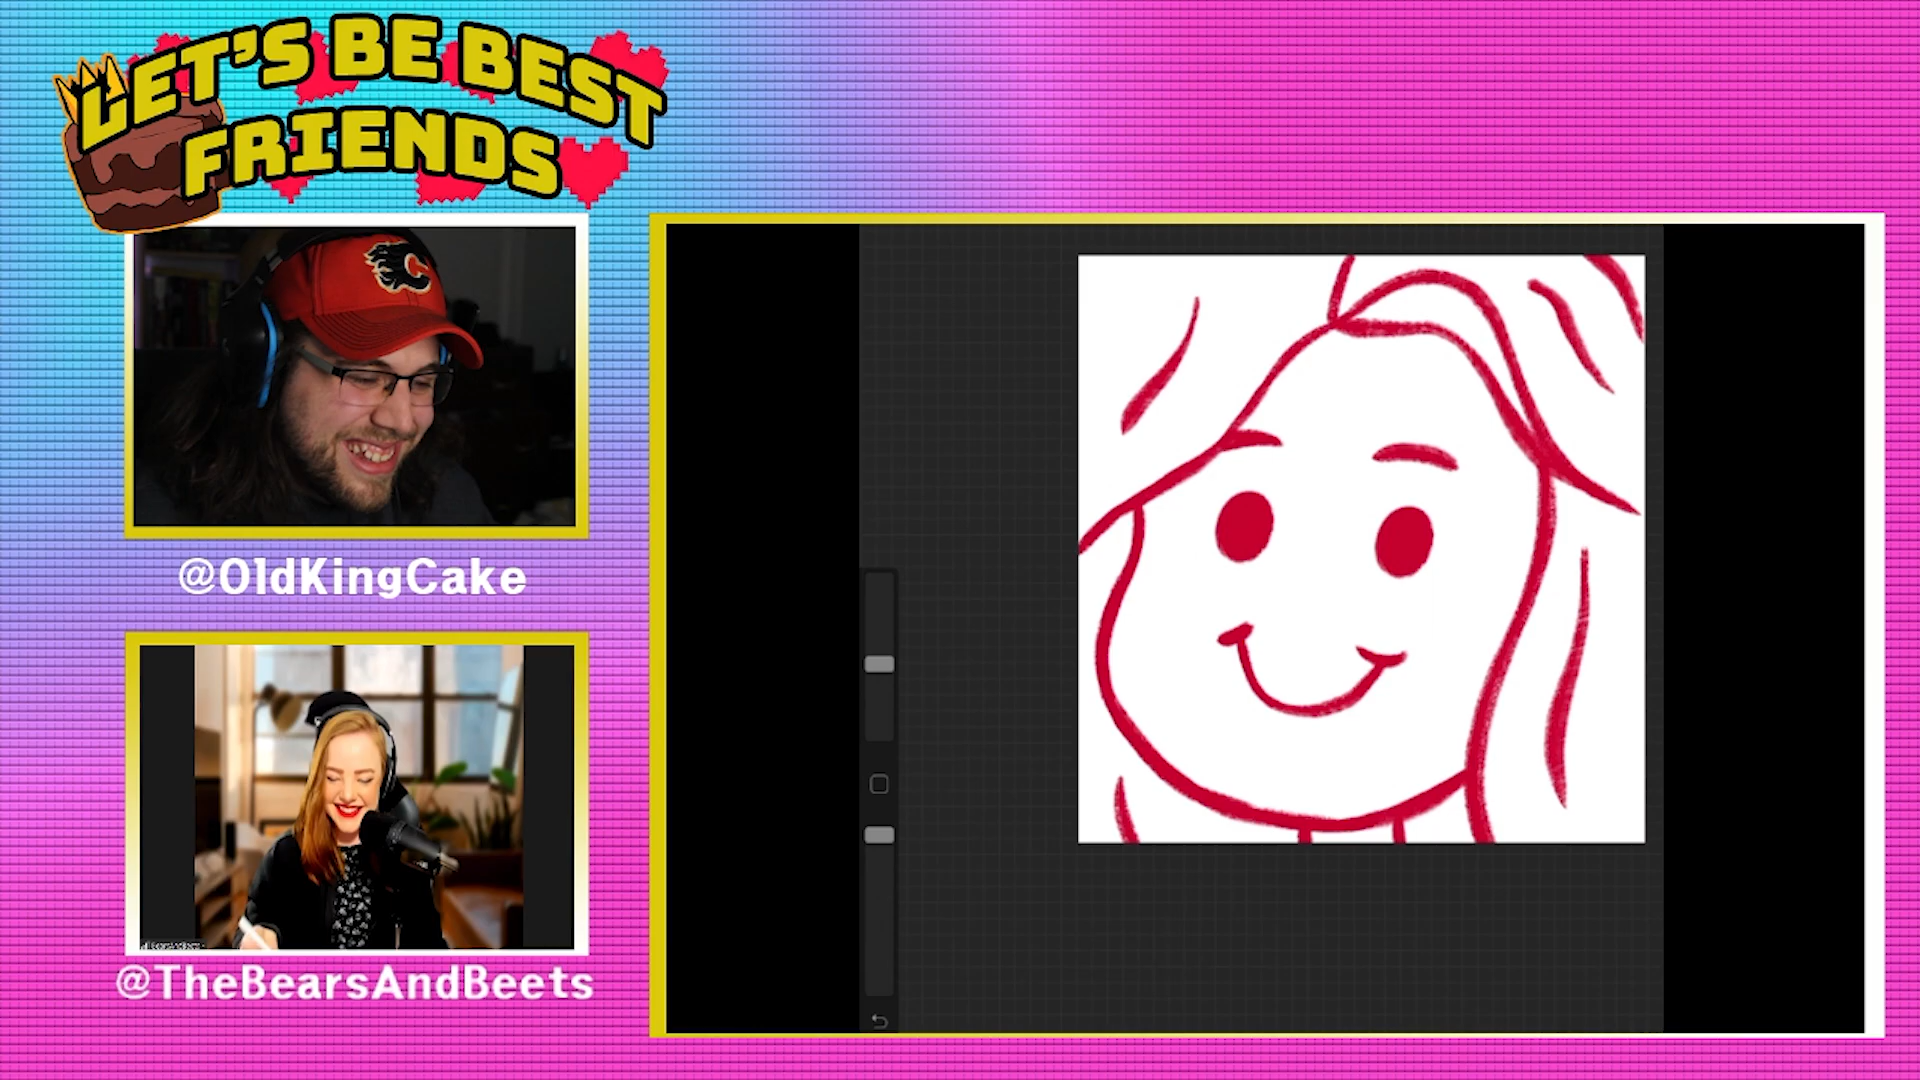 LET'S BE BEST
FRIENDS
C
@OldKingCake
@TheBearsAndBeets